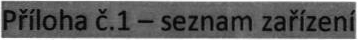 Příloha č.1 – seznam zařízení